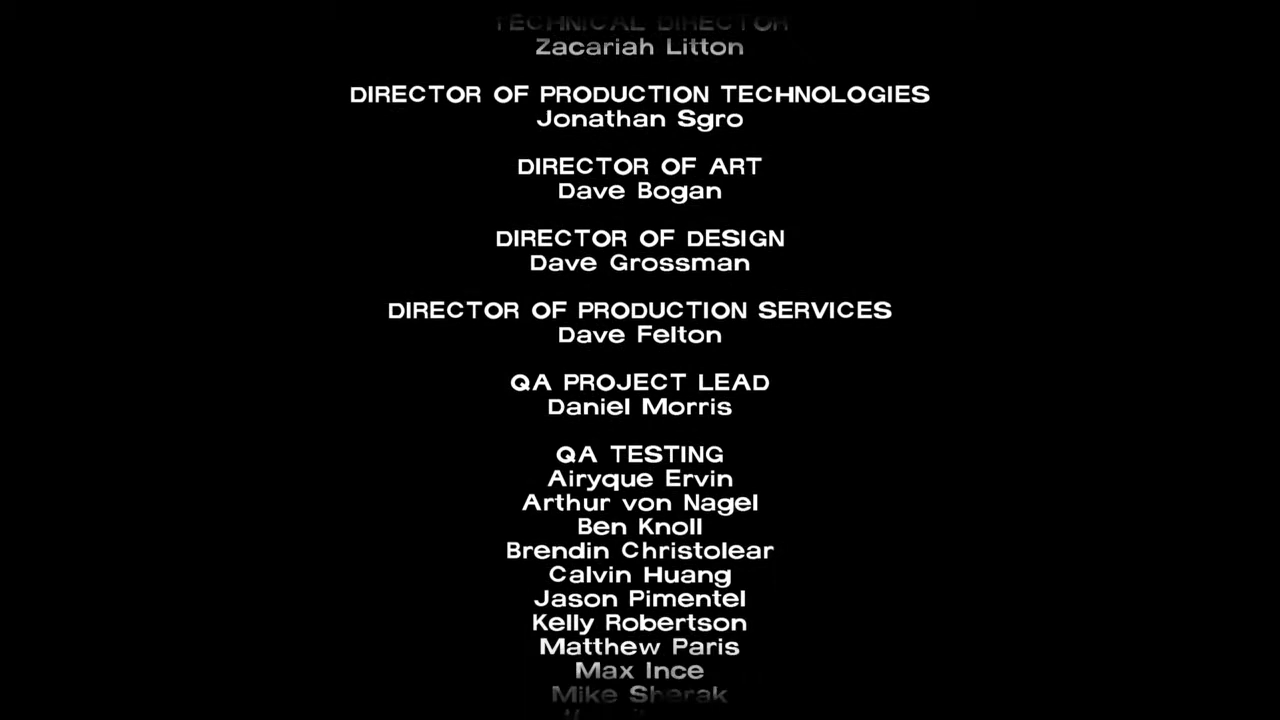 TECHNICAL DIRECTOR
Zacariah Litton
DIRECTOR OF PRODUCTION TECHNOLOGIES
Jonathan Sgro
DIRECTOR OF ART
Dave Bogan
DIRECTOR OF DESIGN
Dave Grossman
DIRECTOR OF PRODUCTION SERVICES
Dave Felton
QA PROJECT LEAD
Daniel Morris
QA TESTING
Airyque Ervin
Arthur von Nagel
Ben Knoll
Brendin Christolear
Calvin Huang
Jason Pimentel
Kelly Robertson
Matthew Paris
Max Ince
Mike Sherak